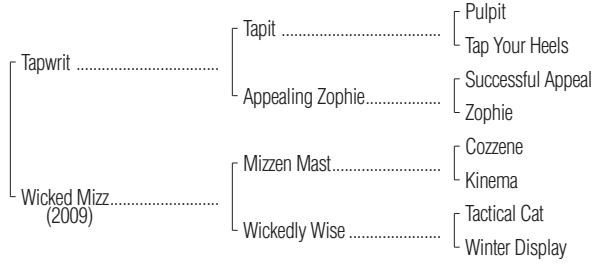 Pulpit
Tapit ........................................
Tap Your Heels
Tapwrit ......................................
Successful Appeal
Appealing Zophie.....................
Zophie
Cozzene
Mizzen Mast..............................
Kinema
Wicked Mizz..............................
(2009)
Tactical Cat
Wickedly Wise .........................
Winter Display